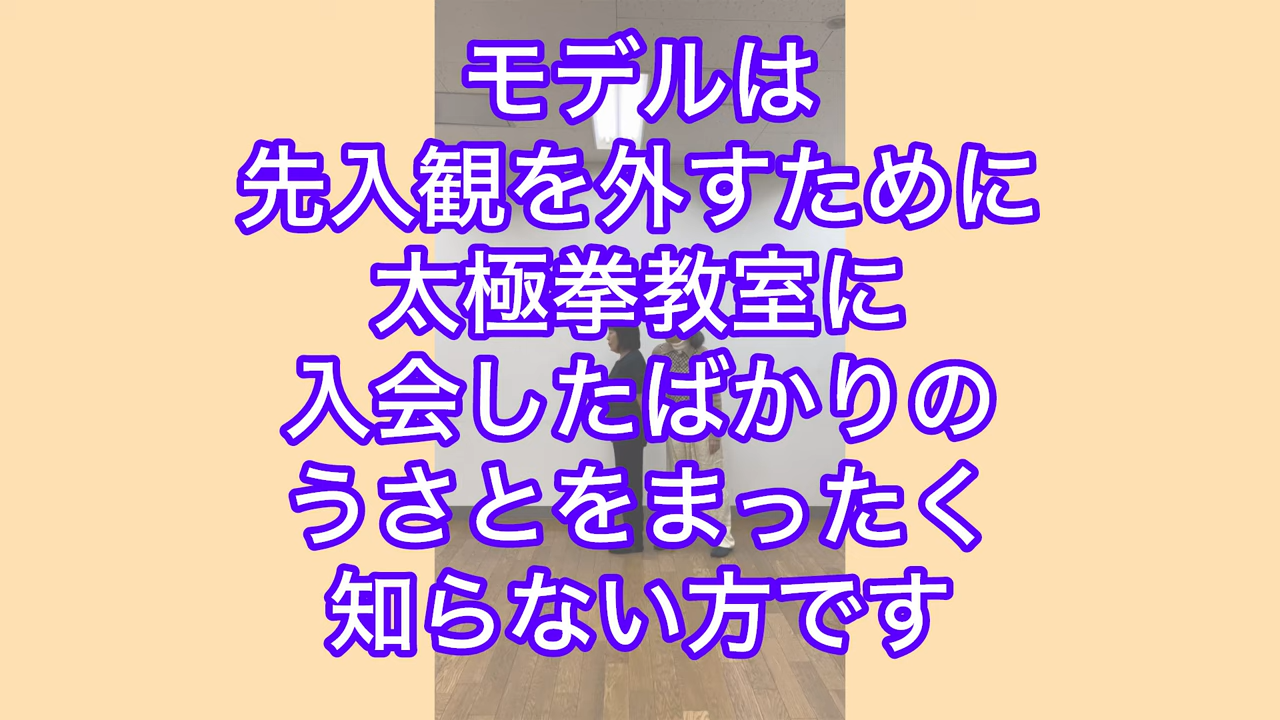 モデルは
先入観を外すために
太極拳教室に
入会したばかりの
うさとをまったく
知らない方です